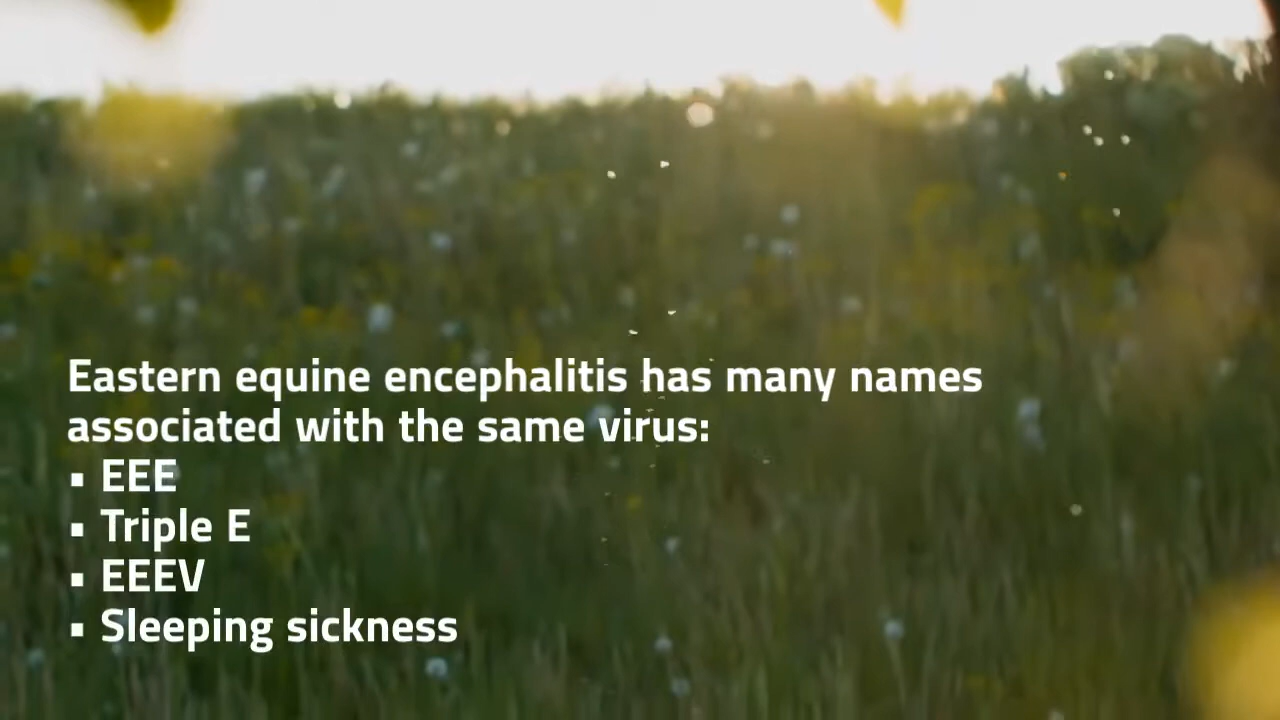 Eastern equine encephalitis has many names
associated with the same virus:
▪ EEE
▪ Triple E
▪ EEEV
▪ Sleeping sickness